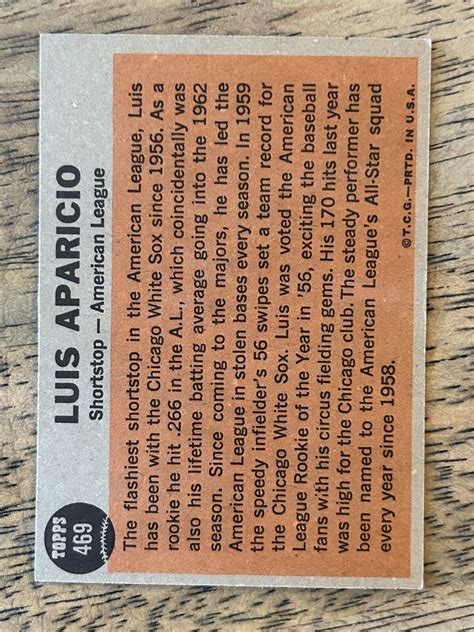 TOPPS
469
LUIS APARICIO
Shortstop — American League
The flashiest shortstop in the American League, Luis
has been with the Chicago White Sox since 1956. As a
rookie he hit .266 in the A.L., which coincidentally was
also his lifetime batting average going into the 1962
season. Since coming to the majors, he has led the
American League in stolen bases every season. In 1959
the speedy infielder's 56 swipes set a team record for
the Chicago White Sox. Luis was voted the American
League Rookie of the Year in '56, exciting the baseball
fans with his circus fielding gems. His 170 hits last year
was high for the Chicago club. The steady performer has
been named to the American League's All-Star squad
every year since 1958.
©T.C.G.—PRTD. IN U.S.A.